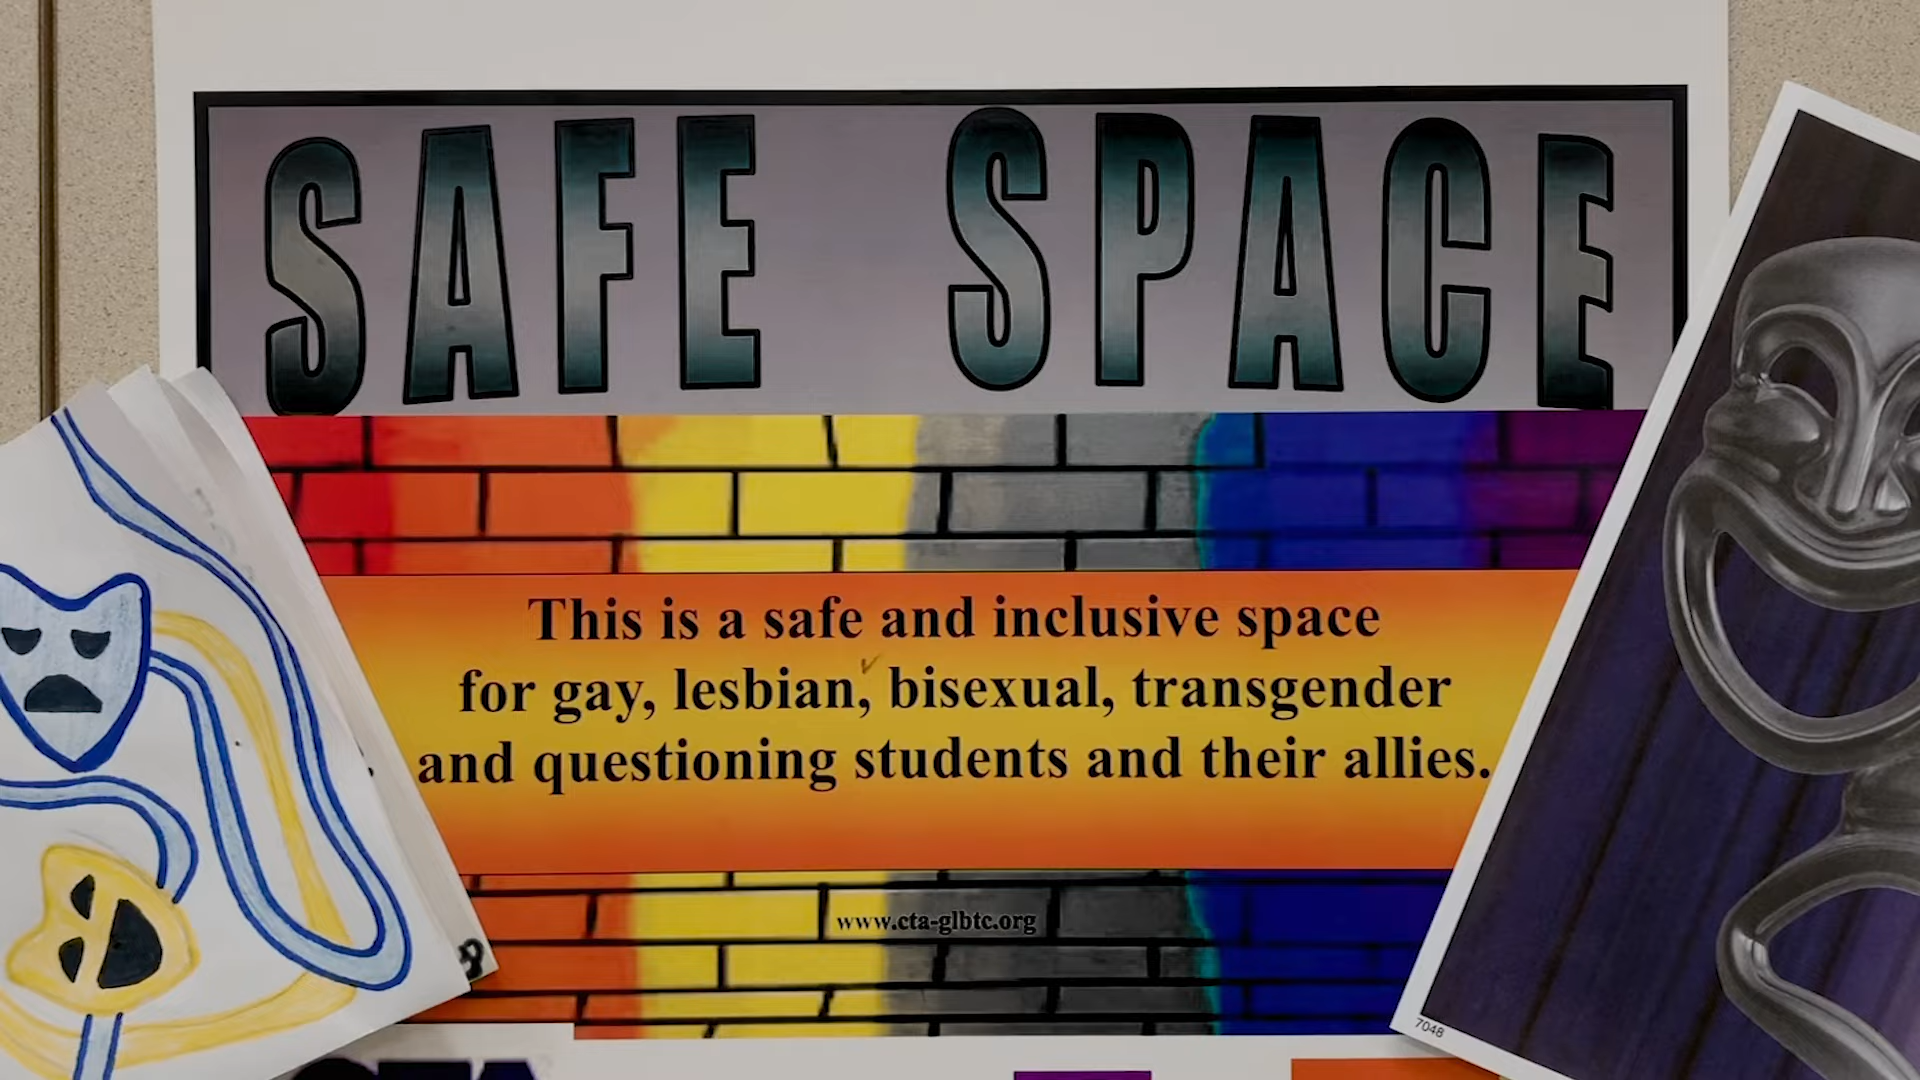 SAFE SPACE
This is a safe and inclusive space
for gay, lesbian, bisexual, transgender
and questioning students and their allies.
www.cta-glbtc.org
7048